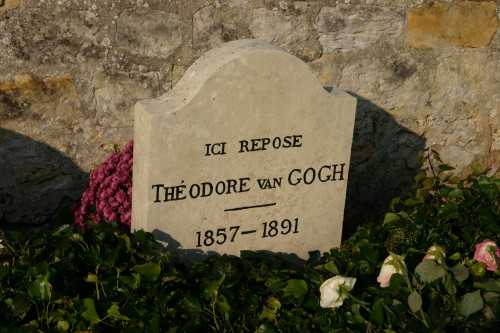 ICI REPOSE
THÉODORE VAN GOGH
1857-1891